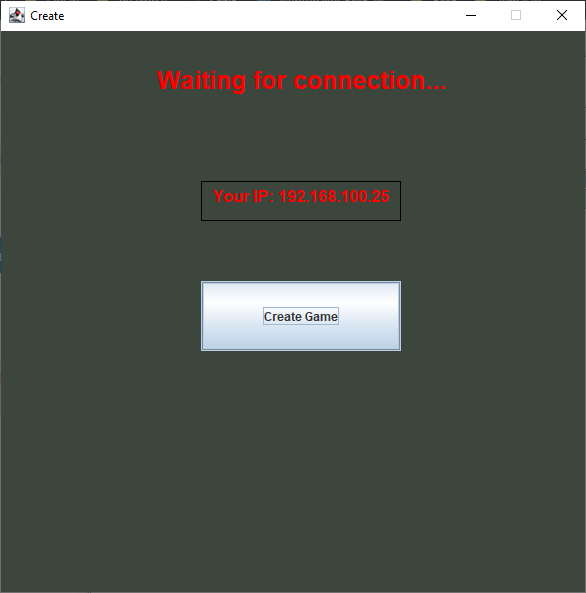 Create
Waiting for connection...
Your IP: 192.168.100.25
Create Game